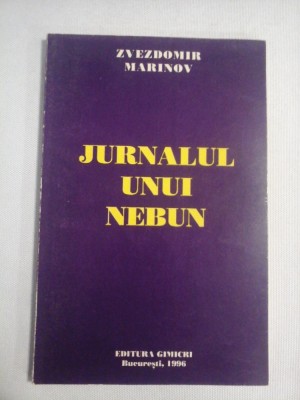 ZVEZDOMIR
MARINOV
JURNALUL
UNUI
NEBUN
EDITURA GIMICRI
Bucureşti, 1996